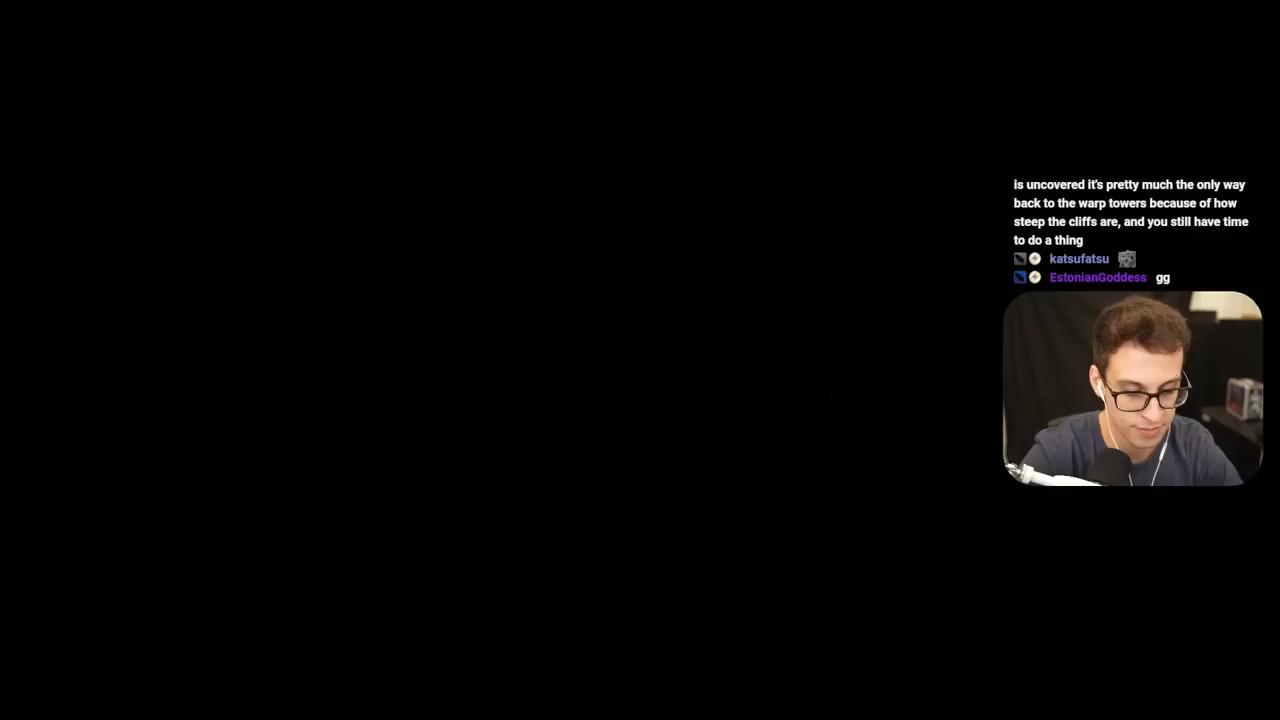 is uncovered it's pretty much the only way
back to the warp towers because of how
steep the cliffs are, and you still have time
to do a thing
katsufatsu
EstonianGoddess gg